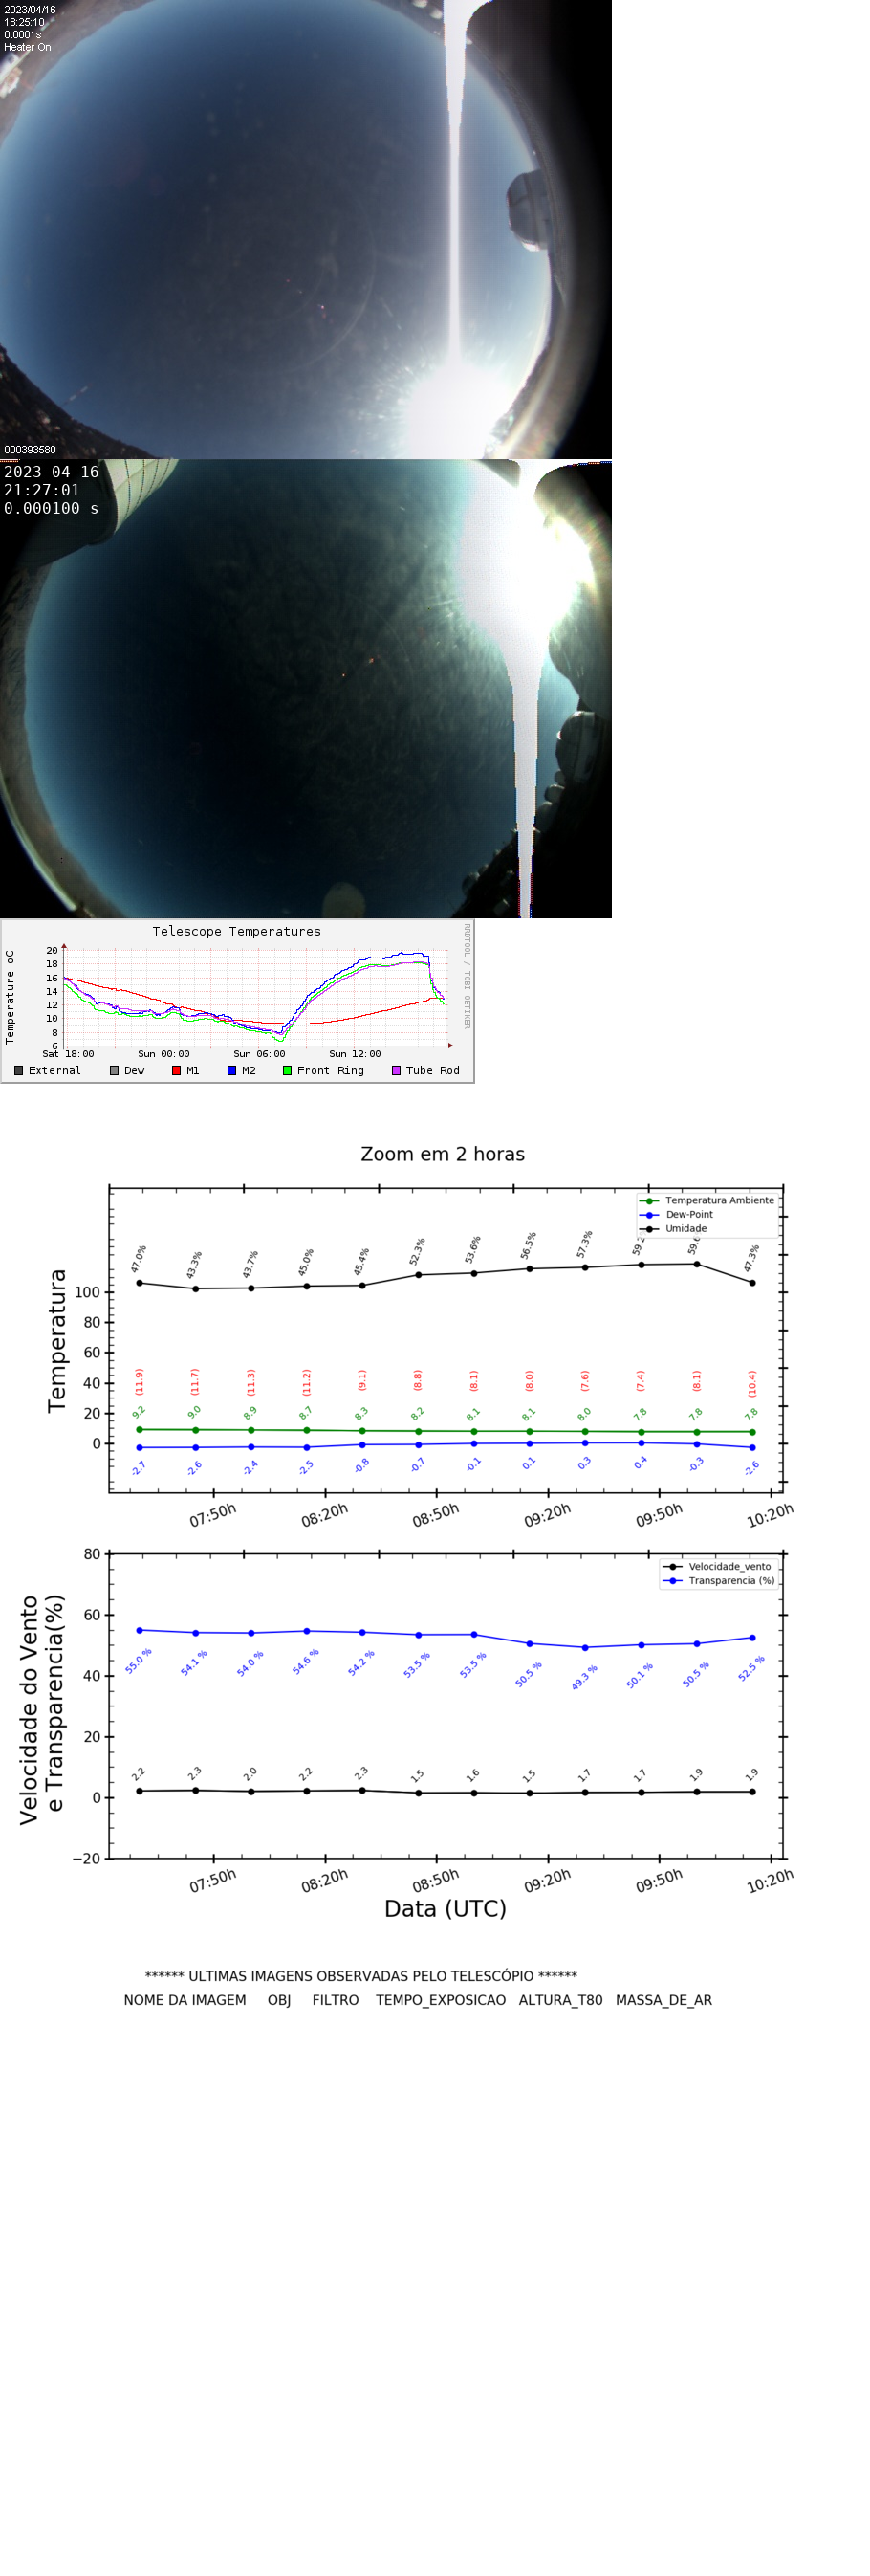 2023/04/16
18:25:10
0.0001s
Heater On
000393580
2023-04-16
21:27:01
0.000100 s
Telescope Temperatures
RRDTOOL / TOBI OETIKER
Temperature oC
20
18
16
14
12
10
8
6
Sat 18:00 Sun 00:00 Sun 06:00 Sun 12:00
External Dew M1 M2 Front Ring Tube Rod
Zoom em 2 horas
Temperatura Ambiente
Dew-Point
Umidade
47.0% 43.3% 43.7% 45.0% 45.4% 52.3% 53.6% 56.5% 57.3% 47.3%
Temperatura
100
80
60
40
20
0
(11.9) (11.7) (11.3) (11.2) (9.1) (8.8) (8.1) (8.0) (7.6) (7.4) (8.1) (10.4)
9.2 9.0 8.9 8.7 8.3 8.2 8.1 8.1 8.0 7.8 7.8 7.8
-2.7 -2.6 -2.4 -2.5 -0.8 -0.7 -0.1 0.1 0.3 0.4 -0.3 -2.6
07:50h 08:20h 08:50h 09:20h 09:50h 10:20h
Velocidade_vento
Transparencia (%)
Velocidade do Vento
e Transparencia(%)
80
60
40
20
0
−20
55.0 % 54.1 % 54.0 % 54.6 % 54.2 % 53.5 % 53.5 % 50.5 % 49.3 % 50.1 % 50.5 % 52.5 %
2.2 2.3 2.0 2.2 2.3 1.5 1.6 1.5 1.7 1.7 1.9 1.9
07:50h 08:20h 08:50h 09:20h 09:50h 10:20h
Data (UTC)
****** ULTIMAS IMAGENS OBSERVADAS PELO TELESCÓPIO ******
NOME DA IMAGEM OBJ FILTRO TEMPO_EXPOSICAO ALTURA_T80 MASSA_DE_AR